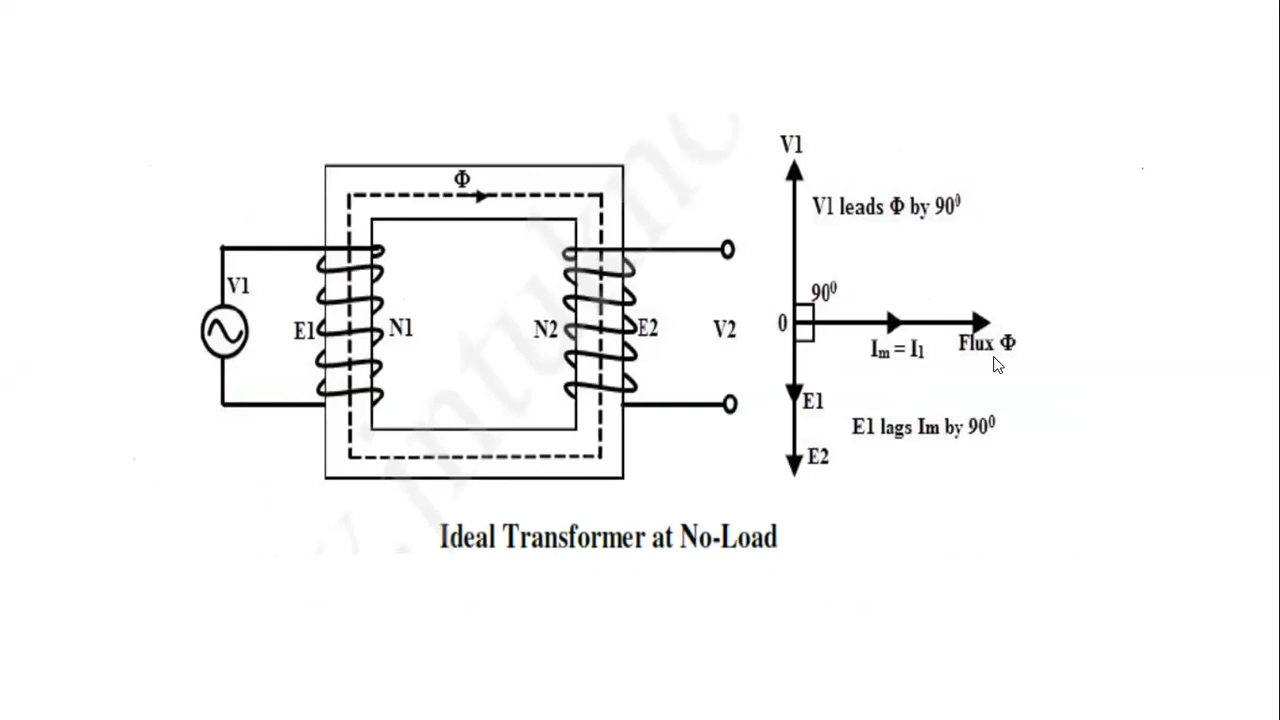 Φ
V1
E1
N1
N2
E2
V2
V1
V1 leads Φ by 90⁰
90⁰
0
Im = I1
Flux Φ
E1
E1 lags Im by 90⁰
E2
Ideal Transformer at No-Load